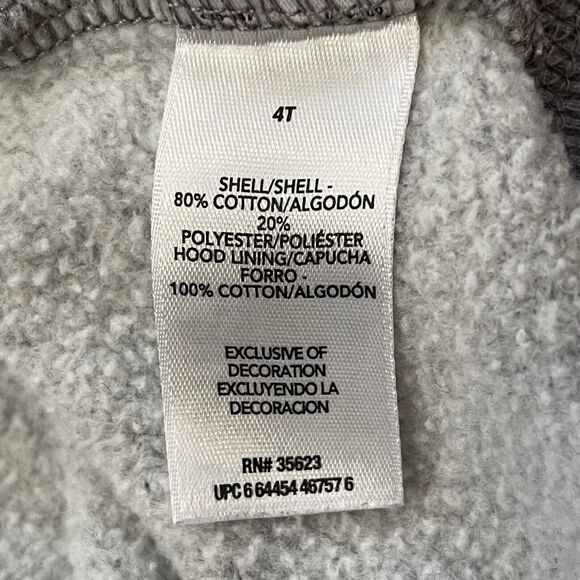 4T
SHELL/SHELL -
80% COTTON/ALGODÓN
20%
POLYESTER/POLIÉSTER
HOOD LINING/CAPUCHA
FORRO -
100% COTTON/ALGODÓN
EXCLUSIVE OF
DECORATION
EXCLUYENDO LA
DECORACION
RN# 35623
UPC 6 64454 46757 6